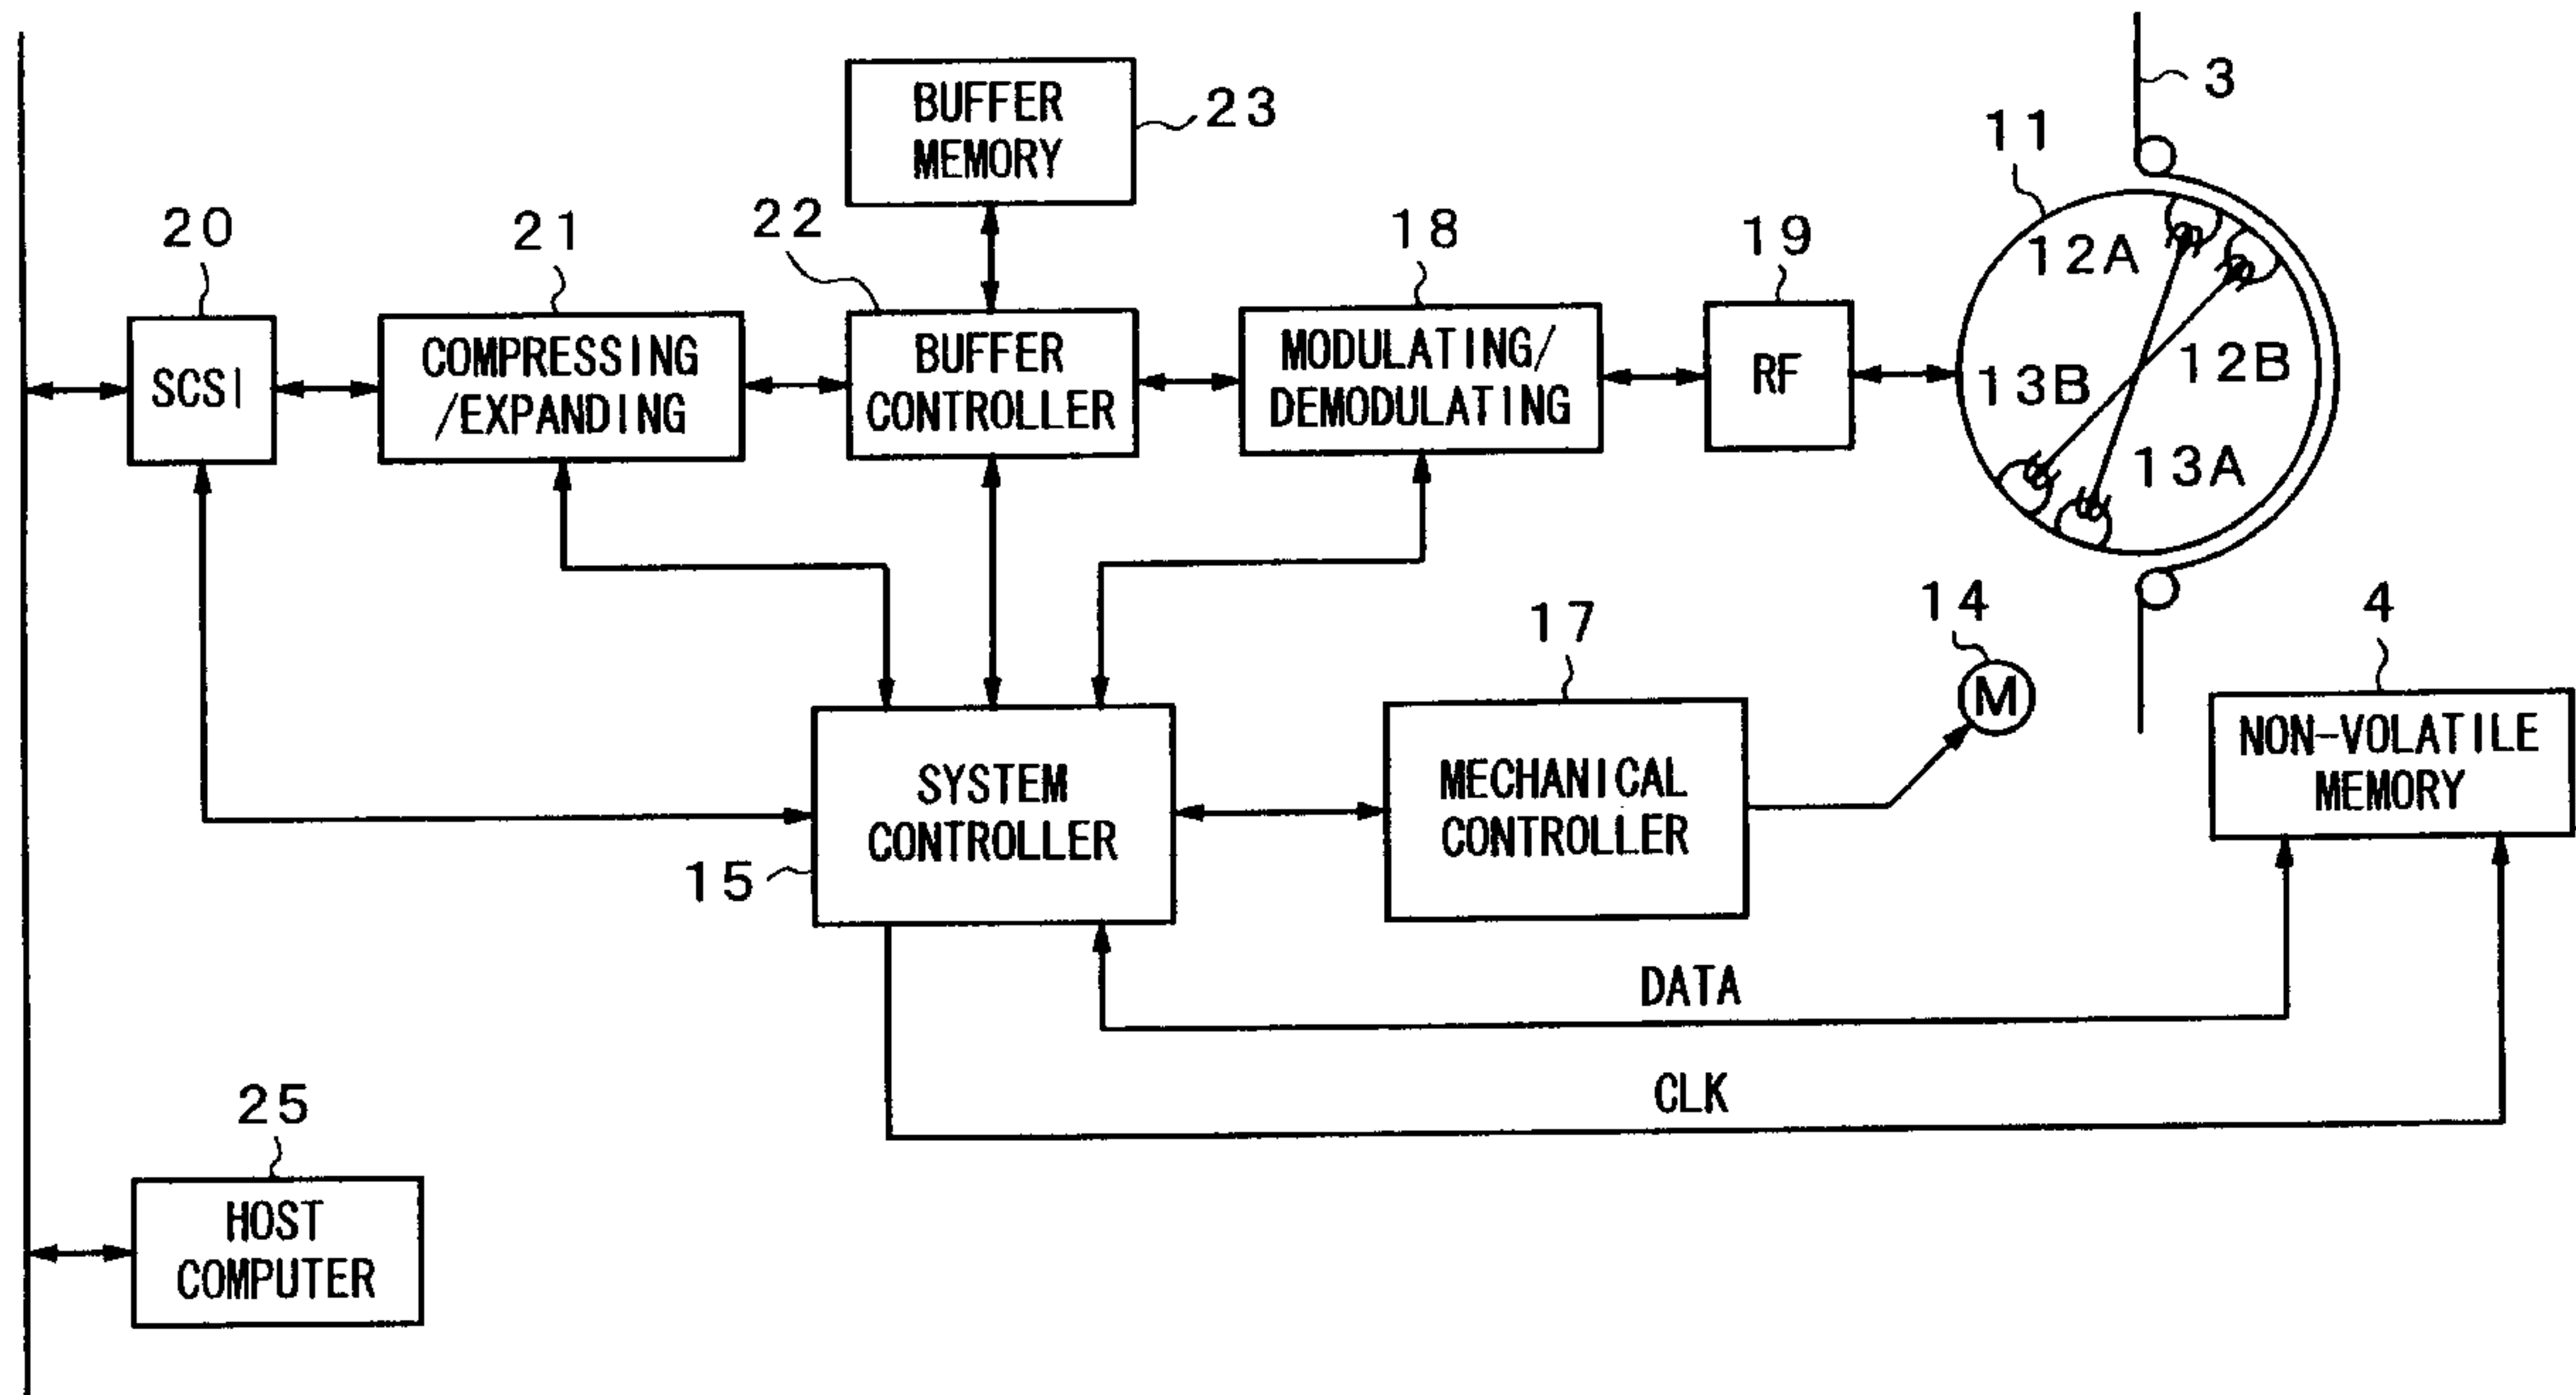 3
BUFFER
MEMORY
23
11
20
21
22
18
19
12A
SCSI
COMPRESSING
/EXPANDING
BUFFER
CONTROLLER
MODULATING/
DEMODULATING
RF
13B
12B
13A
14
17
4
M
SYSTEM
CONTROLLER
MECHANICAL
CONTROLLER
NON-VOLATILE
MEMORY
15
DATA
CLK
25
HOST
COMPUTER